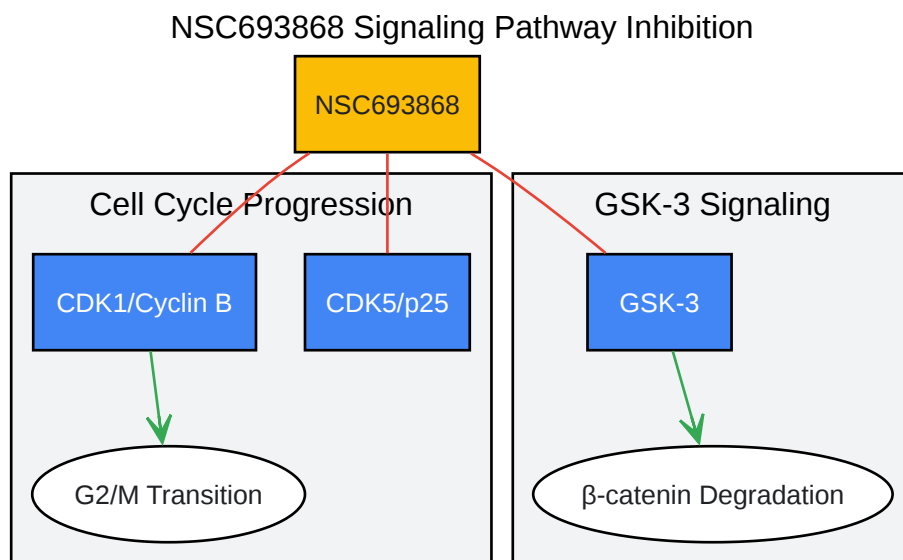 NSC693868 Signaling Pathway Inhibition
NSC693868
Cell Cycle Progression
GSK-3 Signaling
CDK1/Cyclin B
CDK5/p25
GSK-3
G2/M Transition
β-catenin Degradation